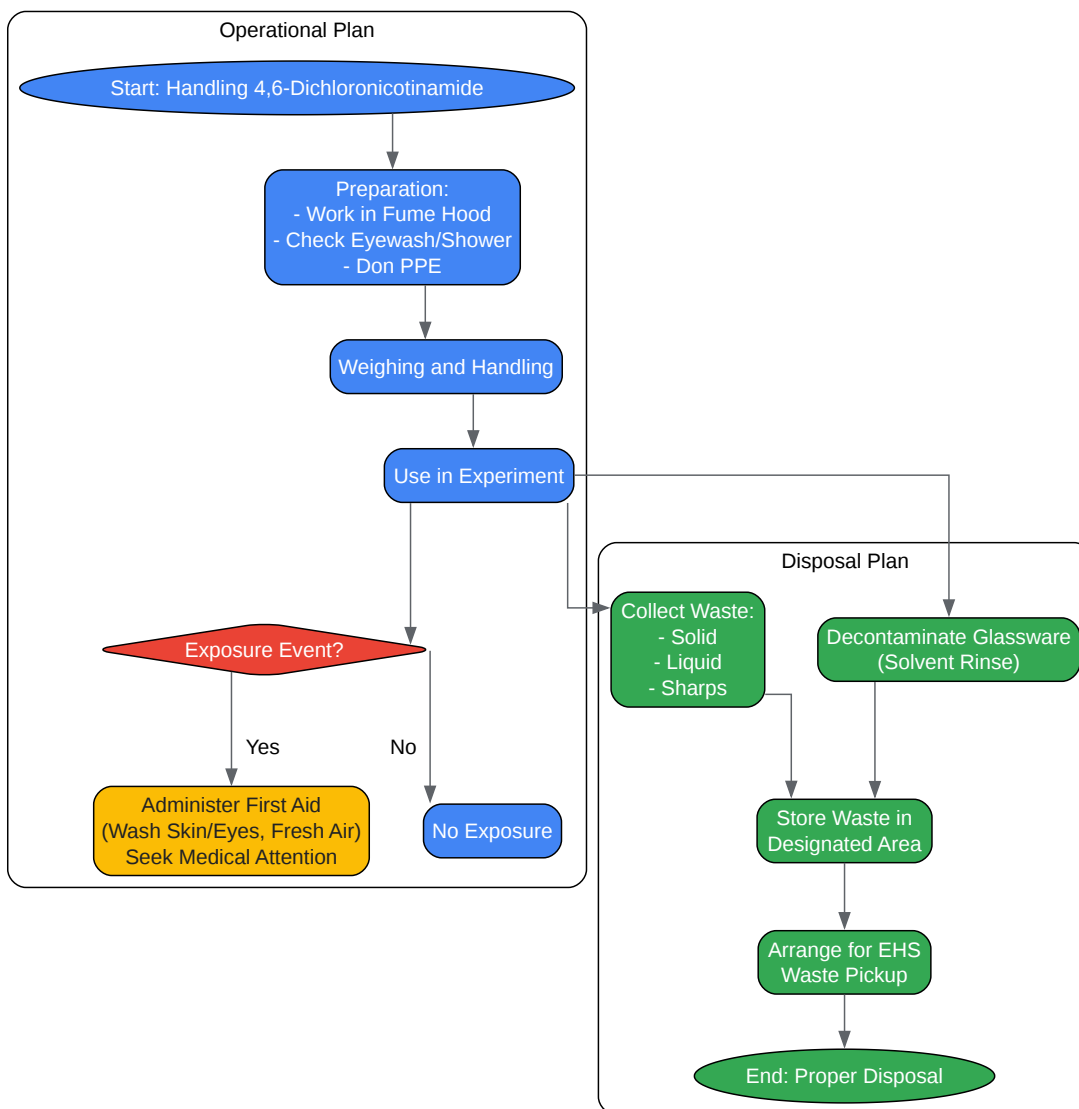 Operational Plan
Start: Handling 4,6-Dichloronicotinamide
Preparation:
- Work in Fume Hood
- Check Eyewash/Shower
- Don PPE
Weighing and Handling
Use in Experiment
Exposure Event?
Yes
No
Administer First Aid
(Wash Skin/Eyes, Fresh Air)
Seek Medical Attention
No Exposure
Disposal Plan
Collect Waste:
- Solid
- Liquid
- Sharps
Decontaminate Glassware
(Solvent Rinse)
Store Waste in
Designated Area
Arrange for EHS
Waste Pickup
End: Proper Disposal